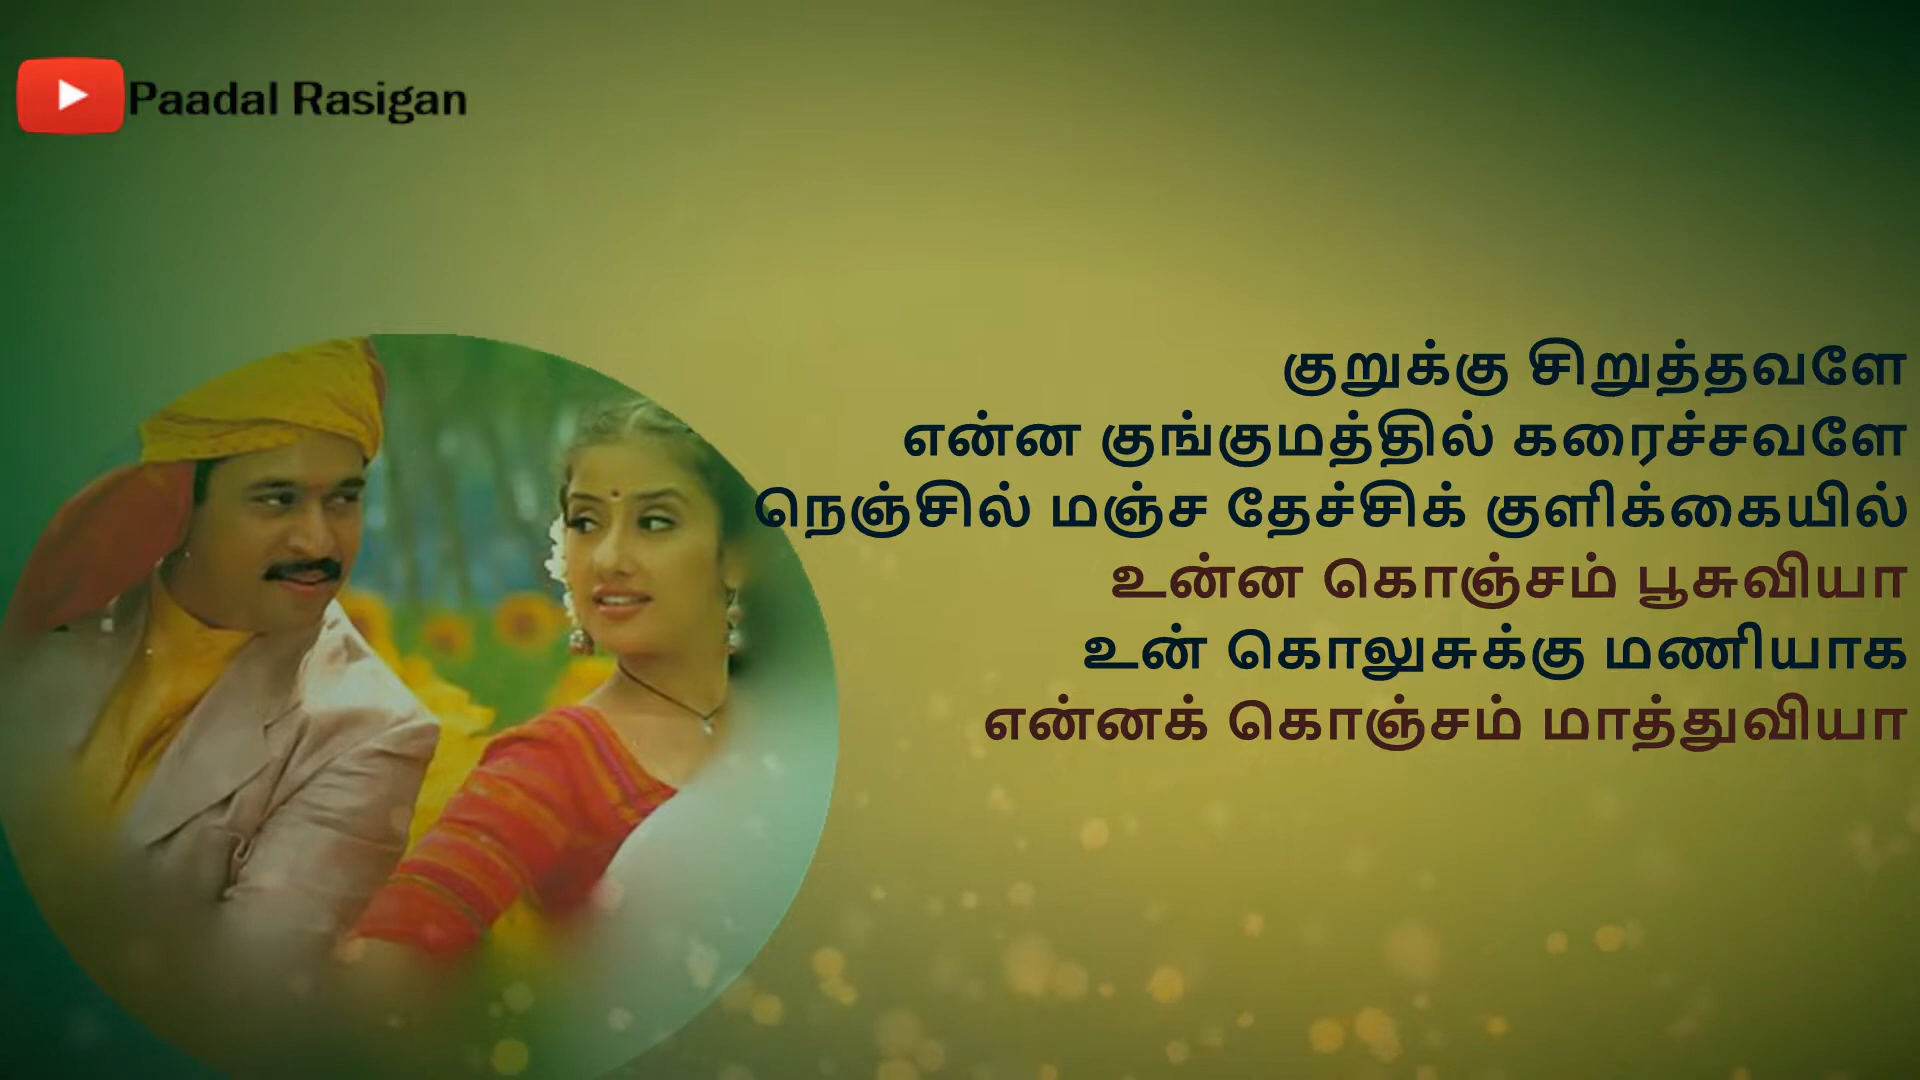 Paadal Rasigan
குறுக்கு சிறுத்தவளே
என்ன குங்குமத்தில் கரைச்சவளே
நெஞ்சில் மஞ்ச தேச்சிக் குளிக்கையில்
உன்ன கொஞ்சம் பூசுவியா
உன் கொலுசுக்கு மணியாக
என்னக் கொஞ்சம் மாத்துவியா